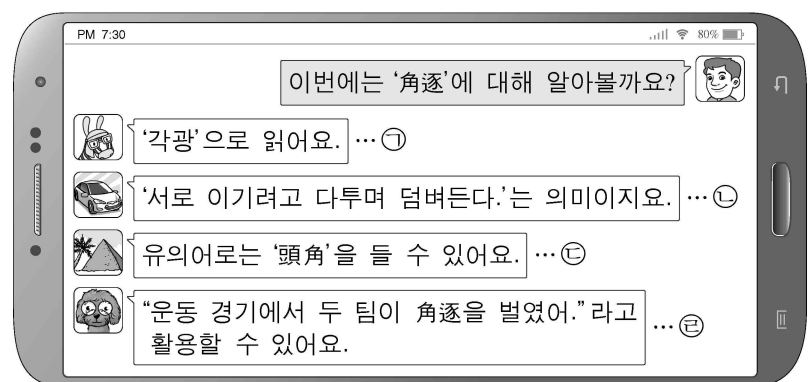 PM 7:30 80%
이번에는 ‘角逐’에 대해 알아볼까요?
‘각광’으로 읽어요. … ㉠
‘서로 이기려고 다투며 덤벼든다.’는 의미이지요. … ㉡
유의어로는 ‘頭角’을 들 수 있어요. … ㉢
“운동 경기에서 두 팀이 角逐을 벌였어.”라고
활용할 수 있어요. … ㉣